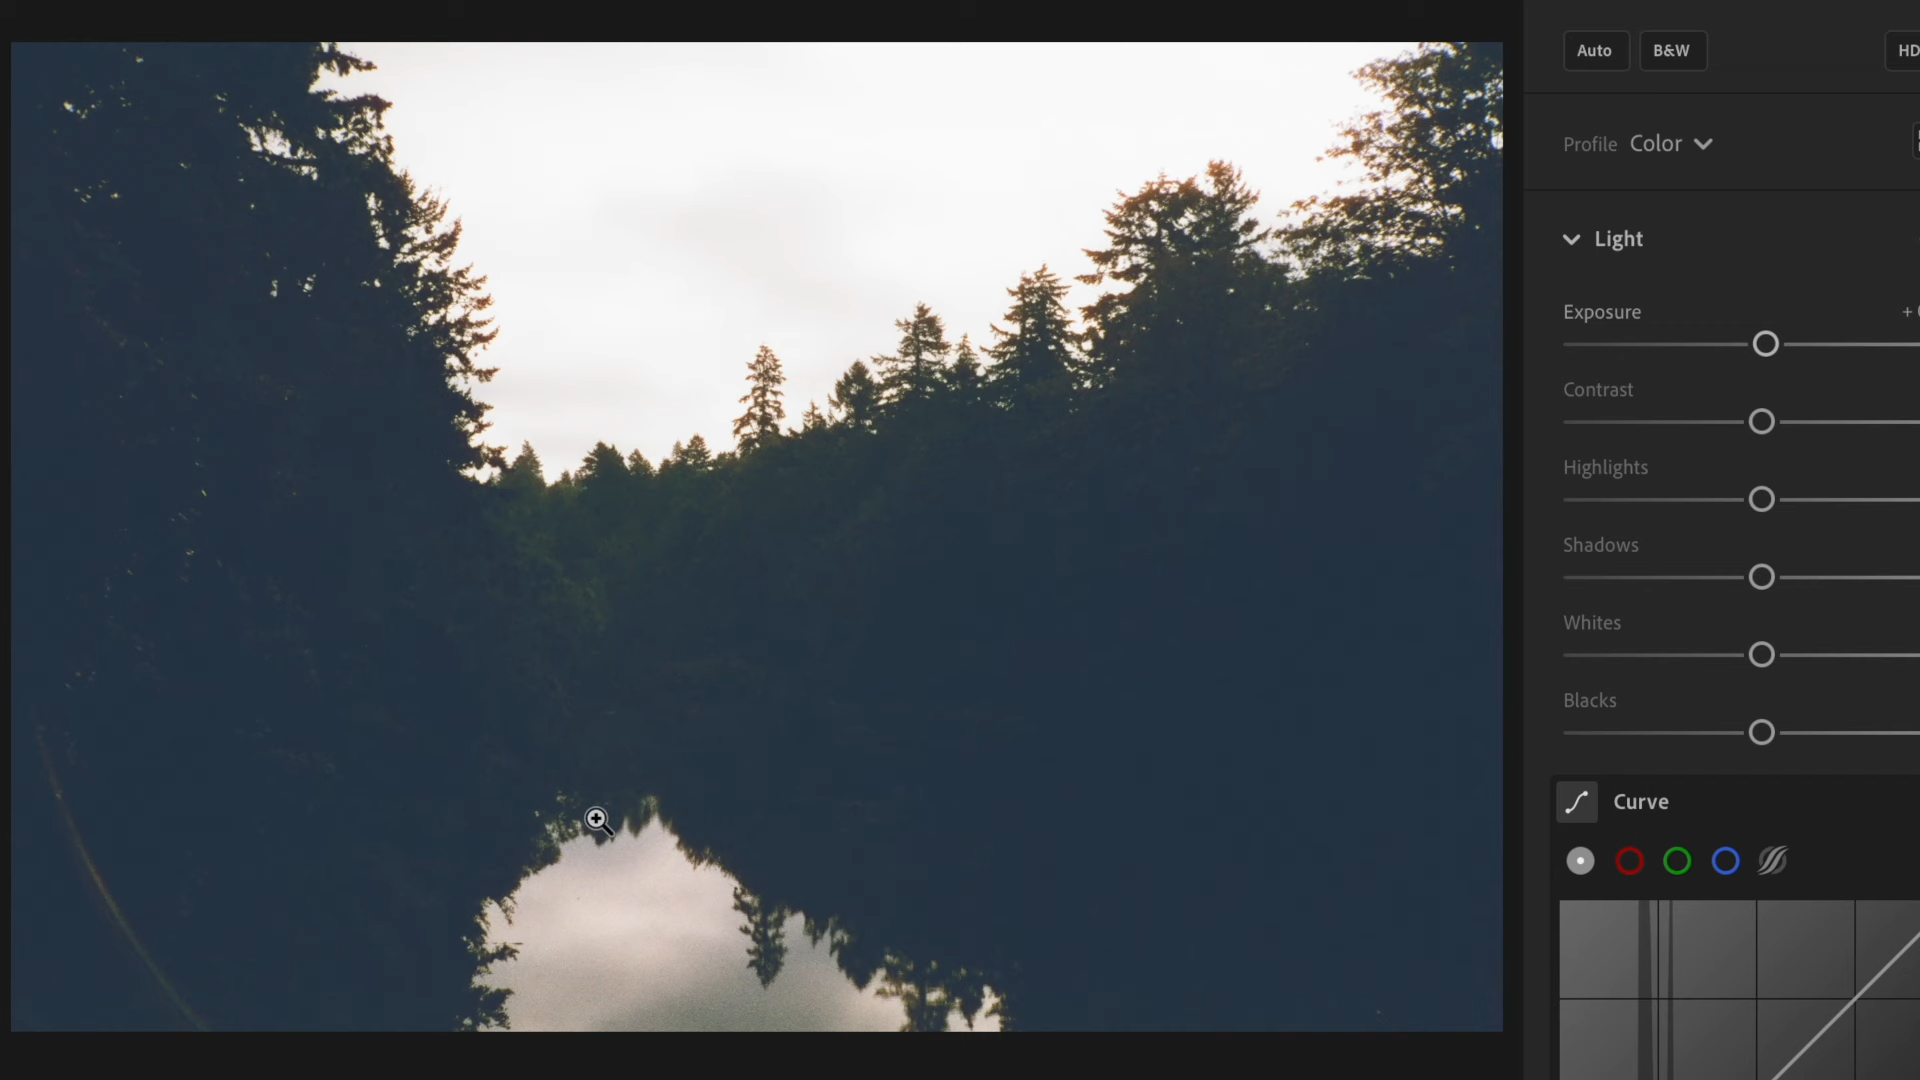 Auto B&W HD
Profile Color
Light
Exposure +
Contrast
Highlights
Shadows
Whites
Blacks
Curve